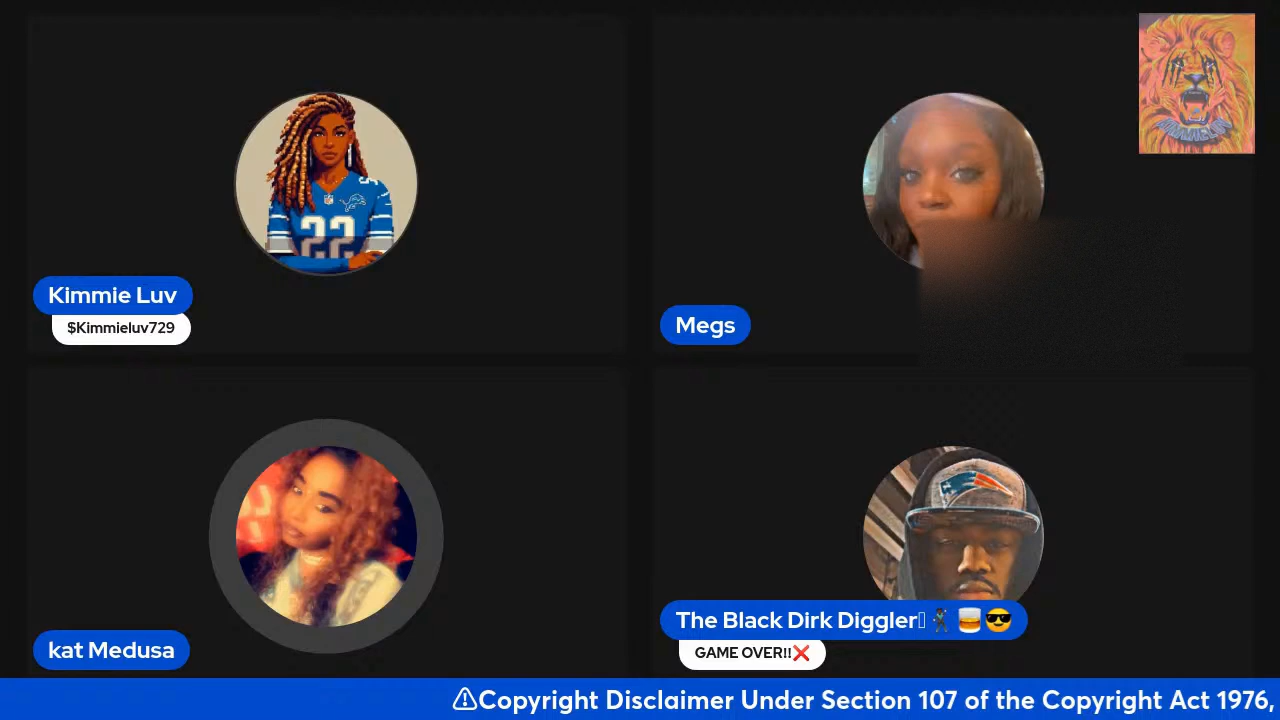 22
Kimmie Luv
$Kimmieluv729
Megs
kat Medusa
The Black Dirk Diggler🕺🏿🥃😎
GAME OVER!!❌
⚠Copyright Disclaimer Under Section 107 of the Copyright Act 1976,